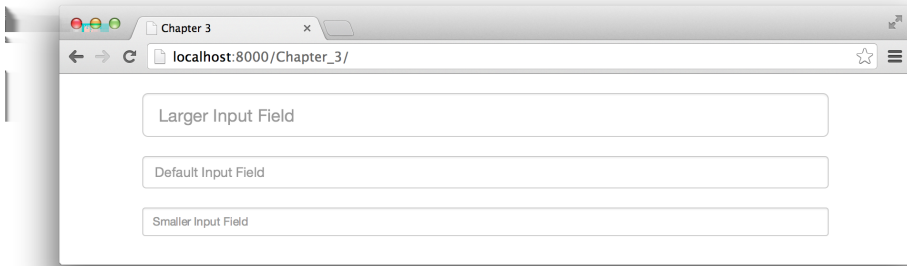 Chapter 3
localhost:8000/Chapter_3/
Larger Input Field
Default Input Field
Smaller Input Field